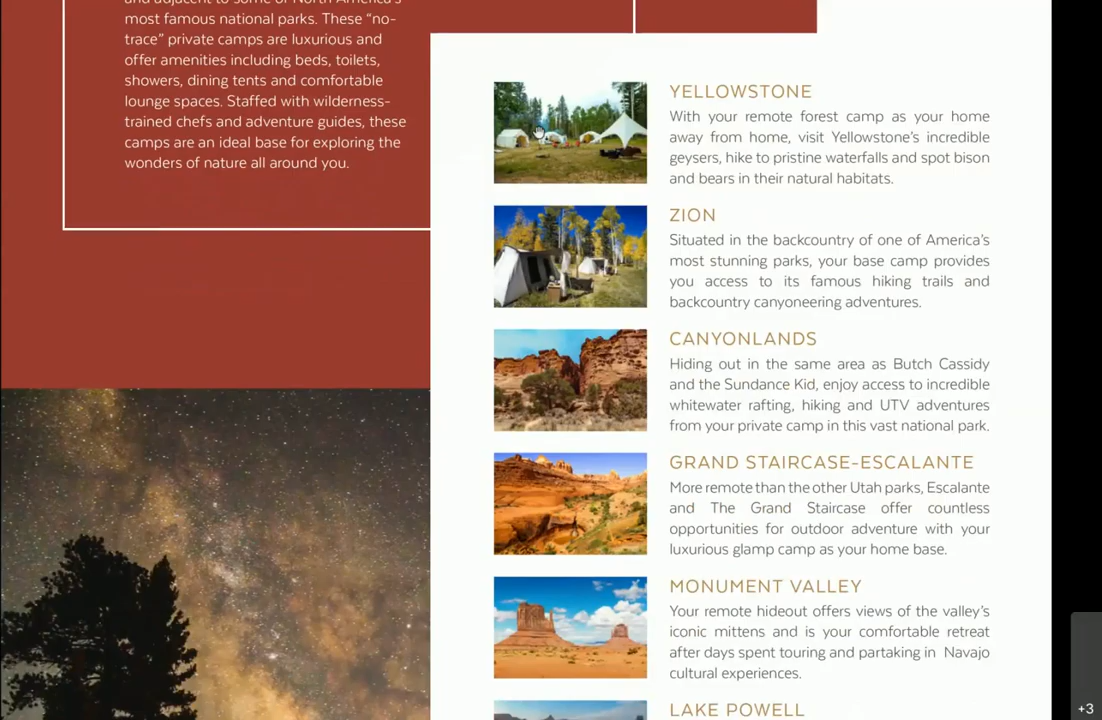 and adjacent to some of North America's
most famous national parks. These “no-
trace” private camps are luxurious and
offer amenities including beds, toilets,
showers, dining tents and comfortable
lounge spaces. Staffed with wilderness-
trained chefs and adventure guides, these
camps are an ideal base for exploring the
wonders of nature all around you.
YELLOWSTONE
With your remote forest camp as your home
away from home, visit Yellowstone's incredible
geysers, hike to pristine waterfalls and spot bison
and bears in their natural habitats.
ZION
Situated in the backcountry of one of America's
most stunning parks, your base camp provides
you access to its famous hiking trails and
backcountry canyoneering adventures.
CANYONLANDS
Hiding out in the same area as Butch Cassidy
and the Sundance Kid, enjoy access to incredible
whitewater rafting, hiking and UTV adventures
from your private camp in this vast national park.
GRAND STAIRCASE-ESCALANTE
More remote than the other Utah parks, Escalante
and The Grand Staircase offer countless
opportunities for outdoor adventure with your
luxurious glamp camp as your home base.
MONUMENT VALLEY
Your remote hideout offers views of the valley's
iconic mittens and is your comfortable retreat
after days spent touring and partaking in Navajo
cultural experiences.
LAKE POWELL
+3